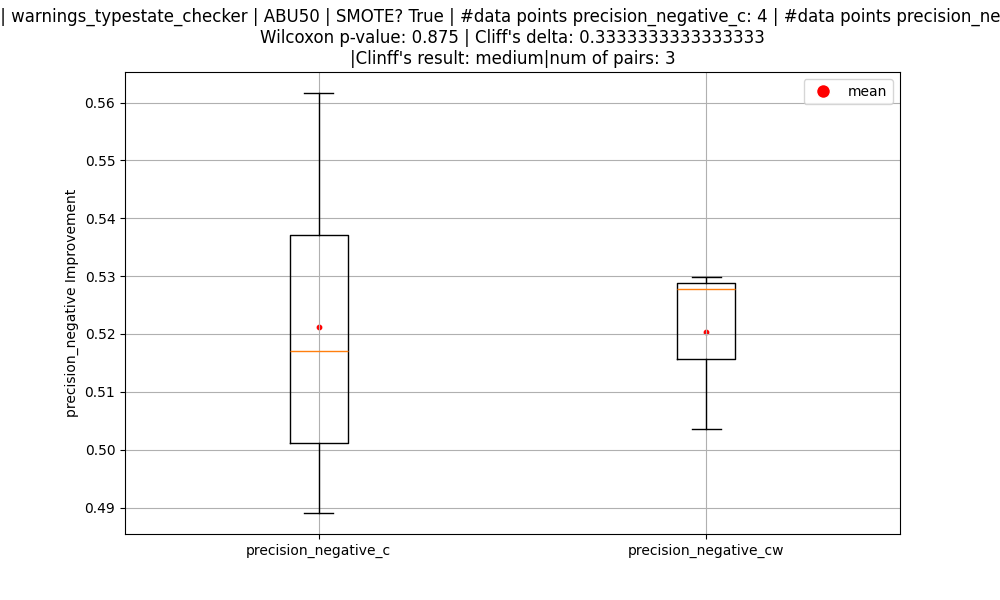 | warnings_typestate_checker | ABU50 | SMOTE? True | #data points precision_negative_c: 4 | #data points precision_ne
Wilcoxon p-value: 0.875 | Cliff's delta: 0.3333333333333333
|Clinff's result: medium|num of pairs: 3
mean
0.56
0.55
0.54
0.53
0.52
0.51
0.50
0.49
precision_negative Improvement
precision_negative_c
precision_negative_cw